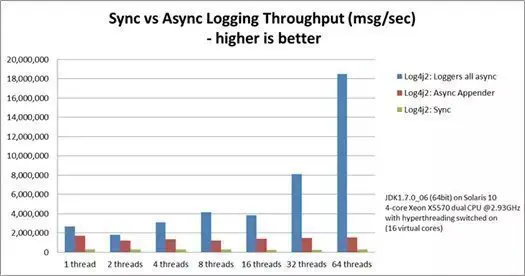 Sync vs Async Logging Throughput (msg/sec)
- higher is better
20,000,000
18,000,000
16,000,000
14,000,000
12,000,000
10,000,000
8,000,000
6,000,000
4,000,000
2,000,000
0
1 thread 2 threads 4 threads 8 threads 16 threads 32 threads 64 threads
Log4j2: Loggers all async
Log4j2: Async Appender
Log4j2: Sync
JDK1.7.0_06 (64bit) on Solaris 10
4-core Xeon X5570 dual CPU @2.93GHz
with hyperthreading switched on
(16 virtual cores)